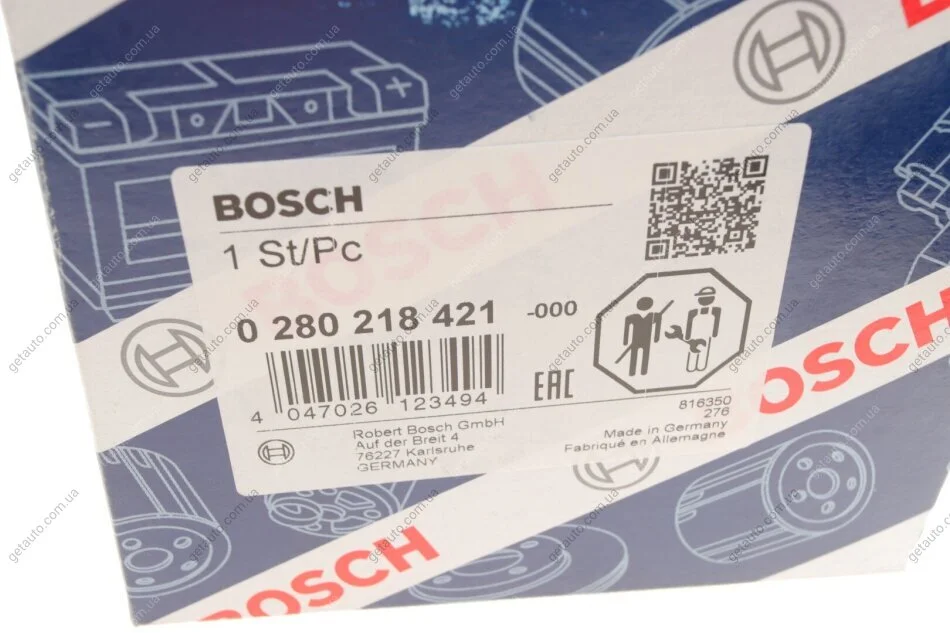 BOSCH
1 St/Pc
0 280 218 421 -000
4 047026 123494
EAC
Robert Bosch GmbH
Auf der Breit 4
76227 Karlsruhe
GERMANY
816350
276
Made in Germany
Fabriqué en Allemagne
BOSCH
BOSCH
BOSCH
getauto.com.ua